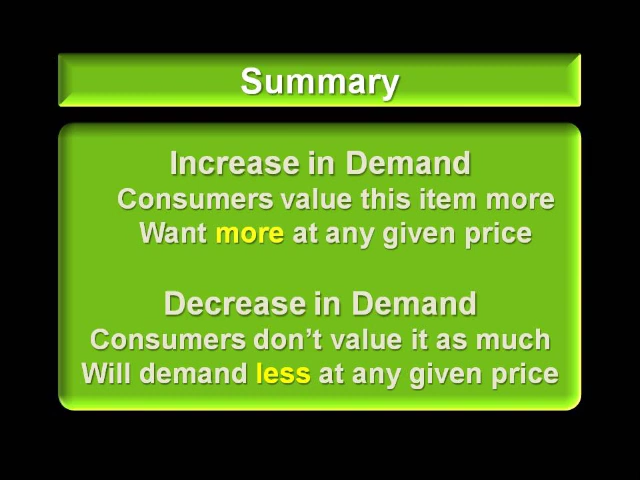 Summary
Increase in Demand
Consumers value this item more
Want more at any given price
Decrease in Demand
Consumers don’t value it as much
Will demand less at any given price